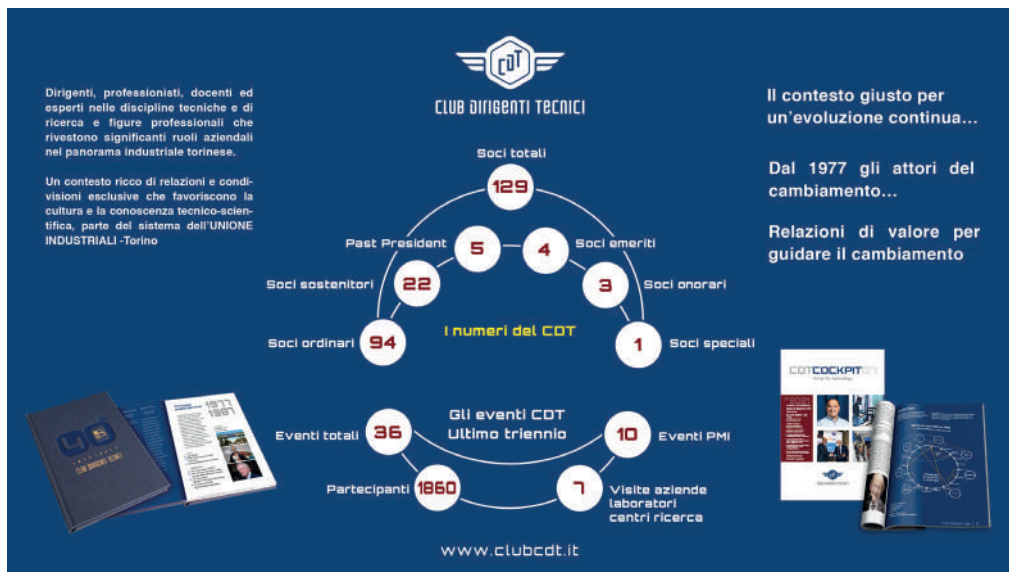 CDT
CLUB DIRIGENTI TECNICI
Dirigenti, professionisti, docenti ed
esperti nelle discipline tecniche e di
ricerca e figure professionali che
rivestono significanti ruoli aziendali
nel panorama industriale torinese.
Un contesto ricco di relazioni e condi-
visioni esclusive che favoriscono la
cultura e la conoscenza tecnico-scien-
tifica, parte del sistema dell'UNIONE
INDUSTRIALI -Torino
Il contesto giusto per
un'evoluzione continua...
Dal 1977 gli attori del
cambiamento...
Relazioni di valore per
guidare il cambiamento
Soci totali
129
Past President 5
4 Soci emeriti
Soci sostenitori 22
3 Soci onorari
Soci ordinari 94
1 Soci speciali
I numeri del CDT
Gli eventi CDT
Ultimo triennio
Eventi totali 36
10 Eventi PMI
Partecipanti 1860
7 Visite aziende
laboratori
centri ricerca
www.clubcdt.it
40
CLUB DIRIGENTI TECNICI
1977
1987
CDTCOCKPIT
2021